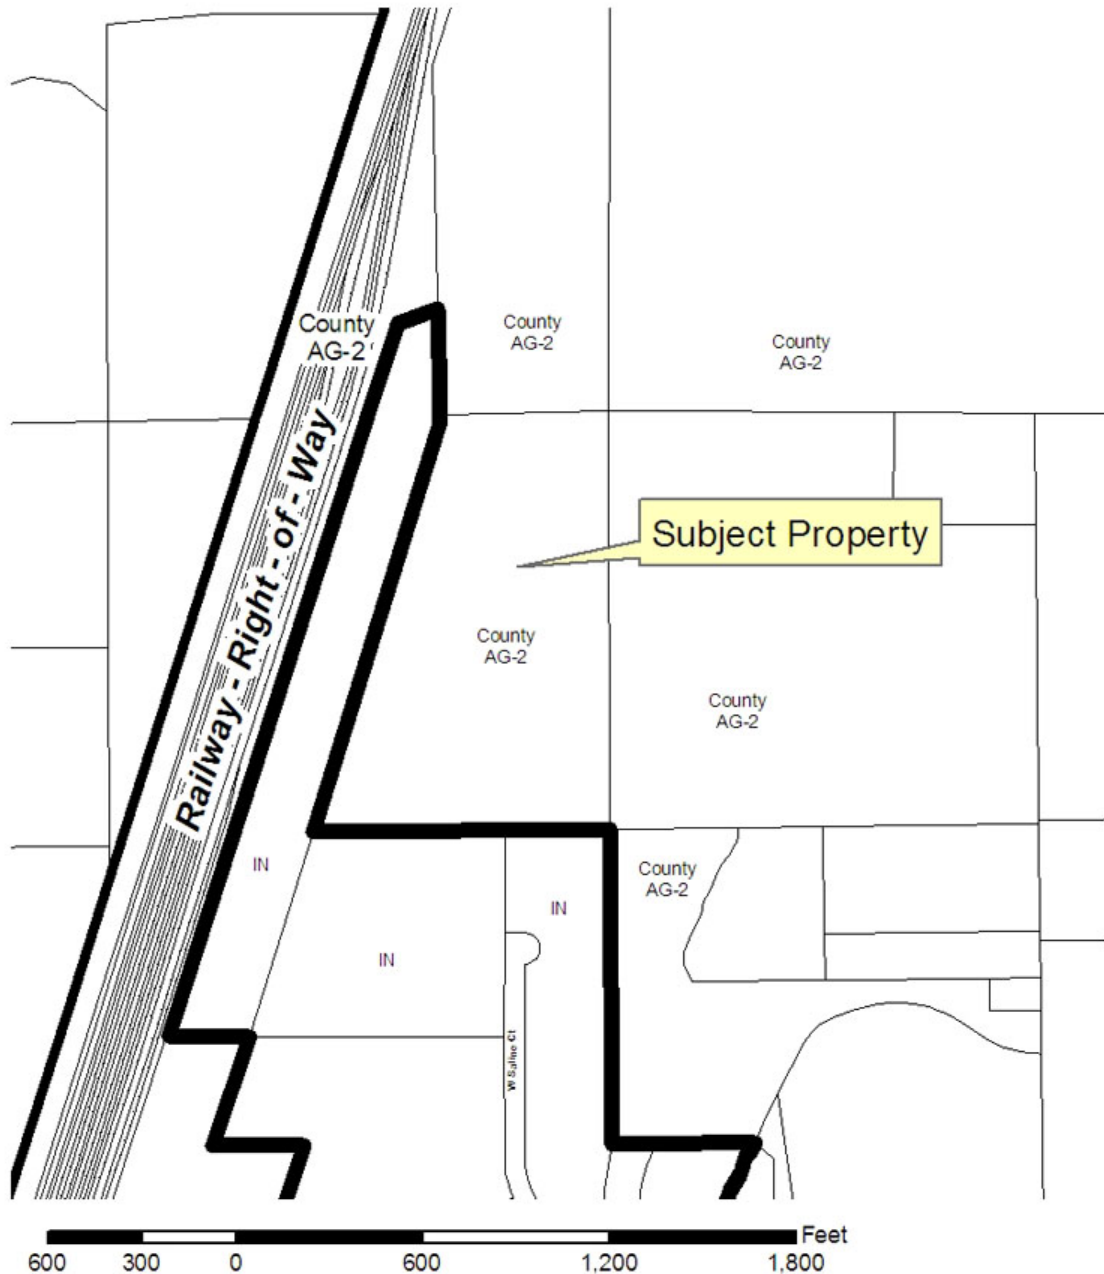 County
AG-2
County
AG-2
County
AG-2
Railway - Right - of - Way
Subject Property
County
AG-2
County
AG-2
IN
County
AG-2
IN
IN
W Saline Ct
Feet
600 300 0 600 1,200 1,800